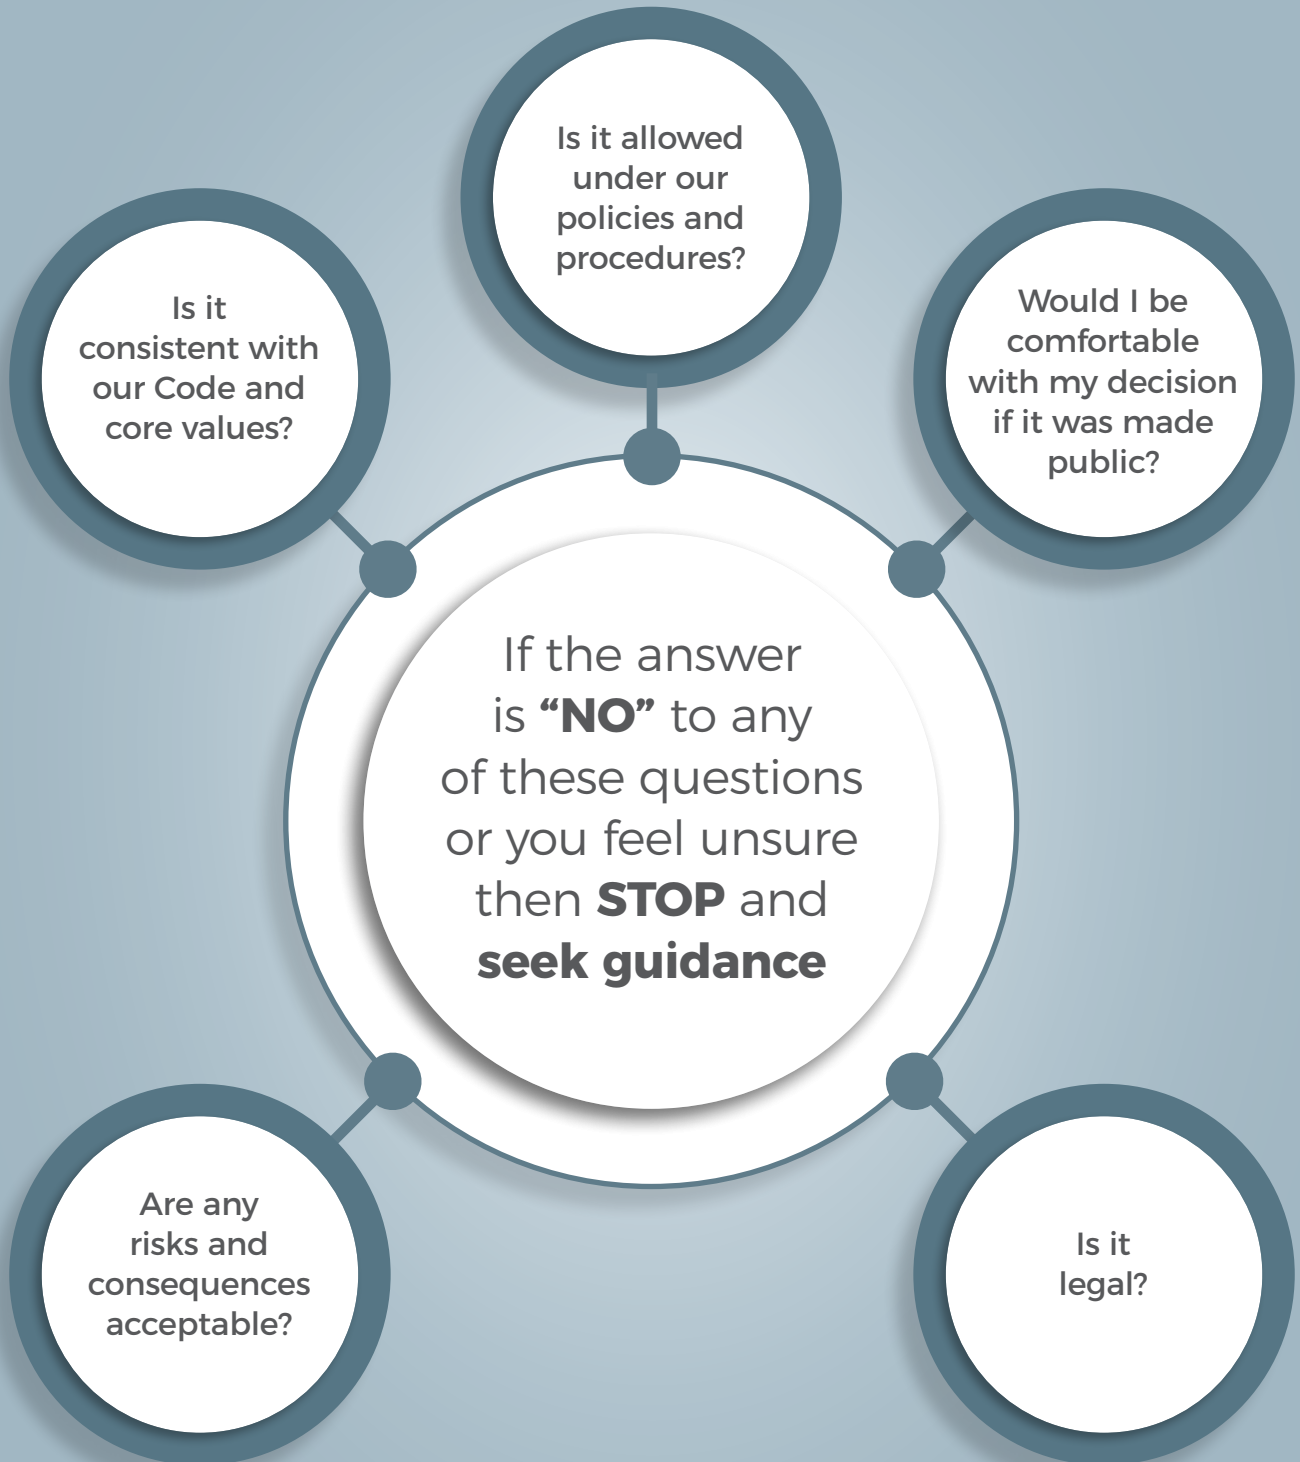 Is it allowed
under our
policies and
procedures?
Is it
consistent with
our Code and
core values?
Would I be
comfortable
with my decision
if it was made
public?
If the answer
is “NO” to any
of these questions
or you feel unsure
then STOP and
seek guidance
Are any
risks and
consequences
acceptable?
Is it
legal?